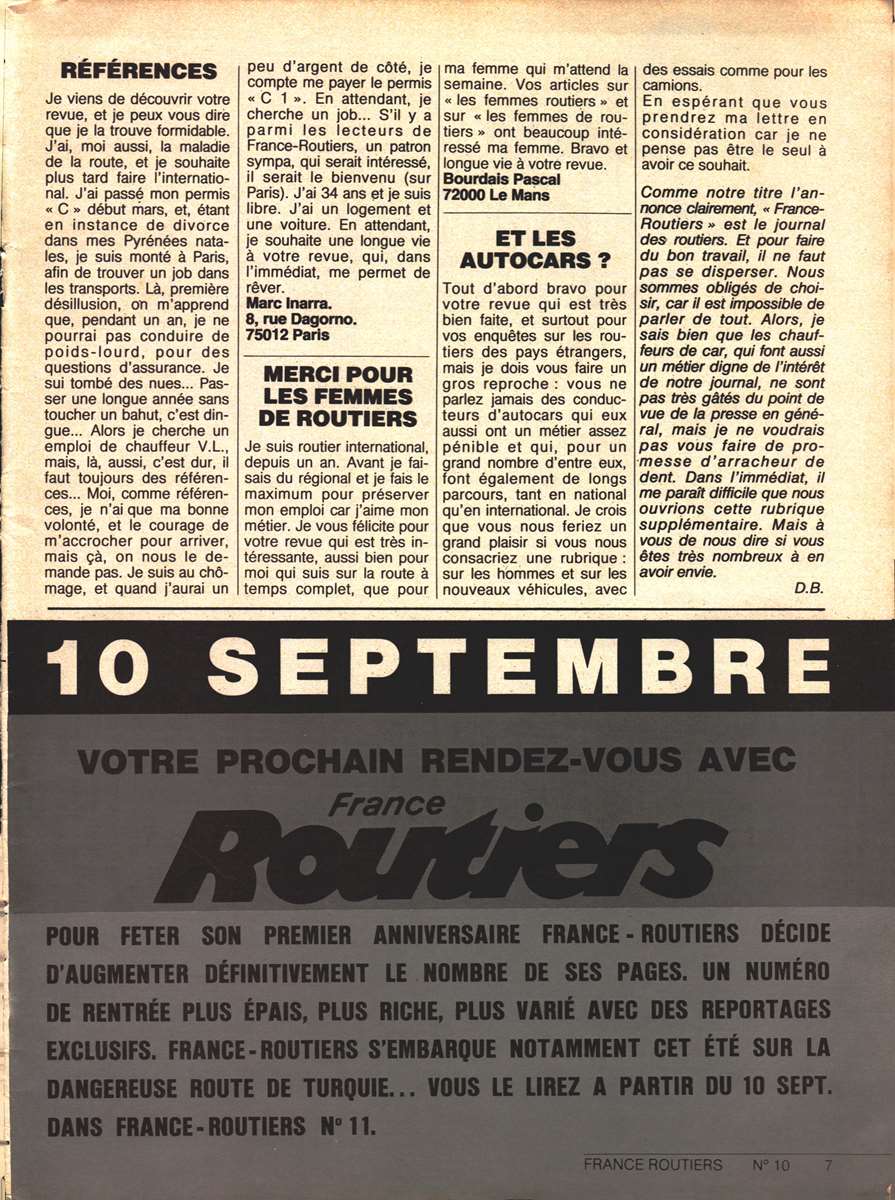 RÉFÉRENCES
Je viens de découvrir votre
revue, et je peux vous dire
que je la trouve formidable.
J'ai, moi aussi, la maladie
de la route, et je souhaite
plus tard faire l'internatio-
nal. J'ai passé mon permis
« C » début mars, et, étant
en instance de divorce
dans mes Pyrénées nata-
les, je suis monté à Paris,
afin de trouver un job dans
les transports. Là, première
désillusion, on m'apprend
que, pendant un an, je ne
pourrai pas conduire de
poids-lourd, pour des
questions d'assurance. Je
sui tombé des nues... Pas-
ser une longue année sans
toucher un bahut, c'est din-
gue... Alors je cherche un
emploi de chauffeur V.L.,
mais, là, aussi, c'est dur, il
faut toujours des référen-
ces... Moi, comme référen-
ces, je n'ai que ma bonne
volonté, et le courage de
m'accrocher pour arriver,
mais çà, on nous le de-
mande pas. Je suis au chô-
mage, et quand j'aurai un
peu d'argent de côté, je
compte me payer le permis
« C 1 ». En attendant, je
cherche un job... S'il y a
parmi les lecteurs de
France-Routiers, un patron
sympa, qui serait intéressé,
il serait le bienvenu (sur
Paris). J'ai 34 ans et je suis
libre. J'ai un logement et
une voiture. En attendant,
je souhaite une longue vie
à votre revue, qui, dans
l'immédiat, me permet de
rêver.
Marc Inarra.
8, rue Dagorno.
75012 Paris
MERCI POUR
LES FEMMES
DE ROUTIERS
Je suis routier international,
depuis un an. Avant je fai-
sais du régional et je fais le
maximum pour préserver
mon emploi car j'aime mon
métier. Je vous félicite pour
votre revue qui est très in-
téressante, aussi bien pour
moi qui suis sur la route à
temps complet, que pour
ma femme qui m'attend la
semaine. Vos articles sur
« les femmes routiers » et
sur « les femmes de rou-
tiers » ont beaucoup inté-
ressé ma femme. Bravo et
longue vie à votre revue.
Bourdais Pascal
72000 Le Mans
ET LES
AUTOCARS ?
Tout d'abord bravo pour
votre revue qui est très
bien faite, et surtout pour
vos enquêtes sur les rou-
tiers des pays étrangers,
mais je dois vous faire un
gros reproche : vous ne
parlez jamais des conduc-
teurs d'autocars qui eux
aussi ont un métier assez
pénible et qui, pour un
grand nombre d'entre eux,
font également de longs
parcours, tant en national
qu'en international. Je crois
que vous nous feriez un
grand plaisir si vous nous
consacriez une rubrique :
sur les hommes et sur les
nouveaux véhicules, avec
des essais comme pour les
camions.
En espérant que vous
prendrez ma lettre en
considération car je ne
pense pas être le seul à
avoir ce souhait.
Comme notre titre l'an-
nonce clairement, « France-
Routiers » est le journal
des routiers. Et pour faire
du bon travail, il ne faut
pas se disperser. Nous
sommes obligés de choi-
sir, car il est impossible de
parler de tout. Alors, je
sais bien que les chauf-
feurs de car, qui font aussi
un métier digne de l'intérêt
de notre journal, ne sont
pas très gâtés du point de
vue de la presse en géné-
ral, mais je ne voudrais
pas vous faire de pro-
messe d'arracheur de
dent. Dans l'immédiat, il
me paraît difficile que nous
ouvrions cette rubrique
supplémentaire. Mais à
vous de nous dire si vous
êtes très nombreux à en
avoir envie.
D.B.
10 SEPTEMBRE
VOTRE PROCHAIN RENDEZ-VOUS AVEC
France
Routiers
POUR FETER SON PREMIER ANNIVERSAIRE FRANCE - ROUTIERS DÉCIDE
D'AUGMENTER DÉFINITIVEMENT LE NOMBRE DE SES PAGES. UN NUMÉRO
DE RENTRÉE PLUS ÉPAIS, PLUS RICHE, PLUS VARIÉ AVEC DES REPORTAGES
EXCLUSIFS. FRANCE - ROUTIERS S'EMBARQUE NOTAMMENT CET ÉTÉ SUR LA
DANGEREUSE ROUTE DE TURQUIE... VOUS LE LIREZ A PARTIR DU 10 SEPT.
DANS FRANCE - ROUTIERS N° 11.
FRANCE ROUTIERS N° 10 7